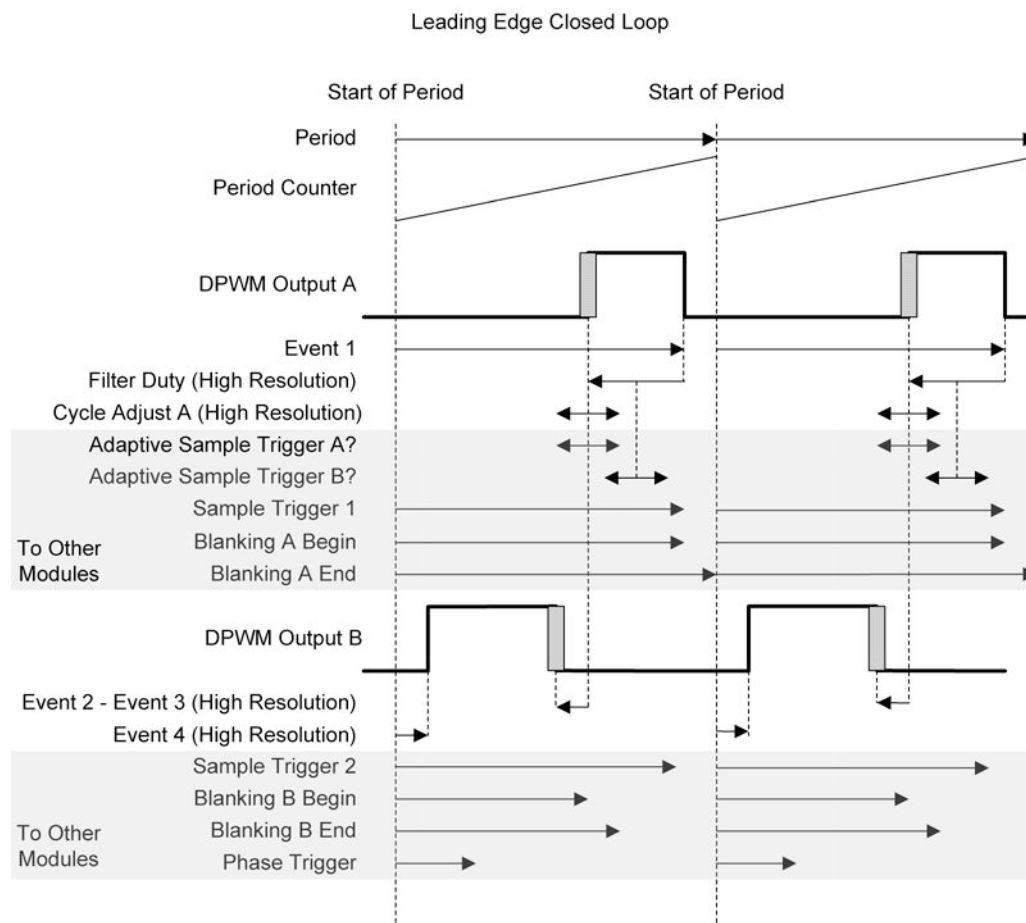 Leading Edge Closed Loop
Start of Period
Start of Period
Period
Period Counter
DPWM Output A
Event 1
Filter Duty (High Resolution)
Cycle Adjust A (High Resolution)
Adaptive Sample Trigger A?
Adaptive Sample Trigger B?
Sample Trigger 1
Blanking A Begin
Blanking A End
To Other
Modules
DPWM Output B
Event 2 - Event 3 (High Resolution)
Event 4 (High Resolution)
Sample Trigger 2
Blanking B Begin
Blanking B End
Phase Trigger
To Other
Modules